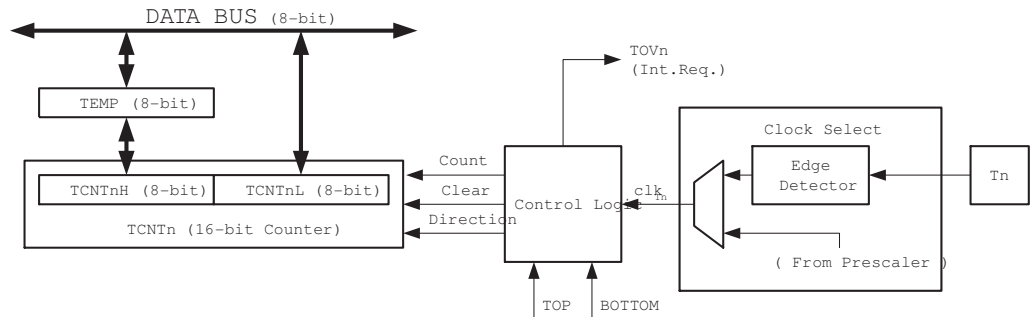 DATA BUS (8-bit)
TOVn
(Int.Req.)
TEMP (8-bit)
Clock Select
Count
Edge
Detector
Tn
TCNTnH (8-bit)
TCNTnL (8-bit)
Clear
Control Logic
clkTn
Direction
TCNTn (16-bit Counter)
( From Prescaler )
TOP
BOTTOM